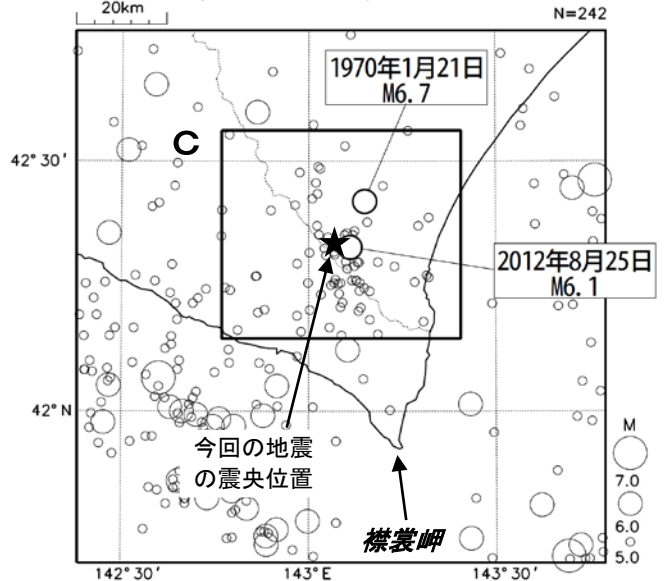 20km
N=242
1970年1月21日
M6.7
C
42°30′
2012年8月25日
M6.1
42°N
今回の地震
の震央位置
M
7.0
6.0
5.0
襟裳岬
142°30′
143°E
143°30′